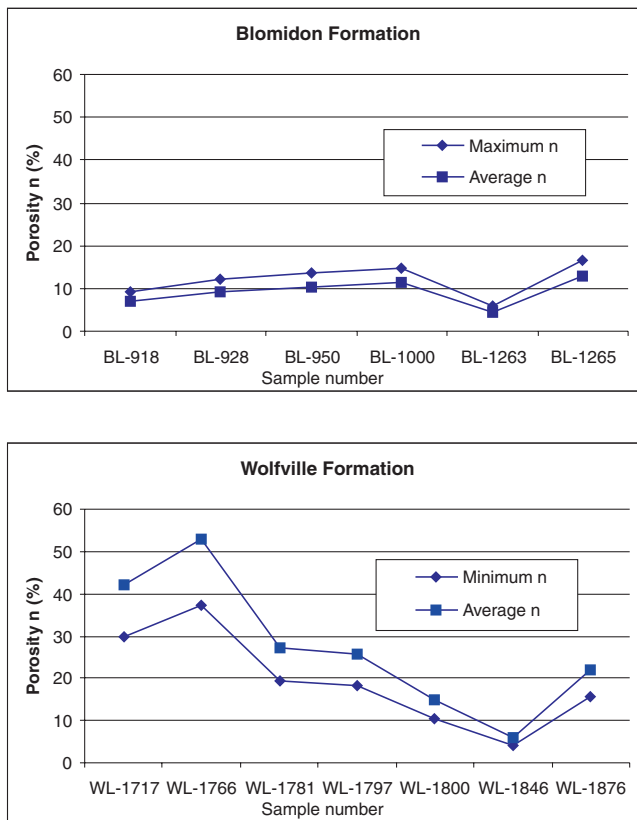 Blomidon Formation
60
50
40
30
20
10
0
Porosity n (%)
Maximum n
Average n
BL-918 BL-928 BL-950 BL-1000 BL-1263 BL-1265
Sample number
Wolfville Formation
60
50
40
30
20
10
0
Porosity n (%)
Minimum n
Average n
WL-1717 WL-1766 WL-1781 WL-1797 WL-1800 WL-1846 WL-1876
Sample number